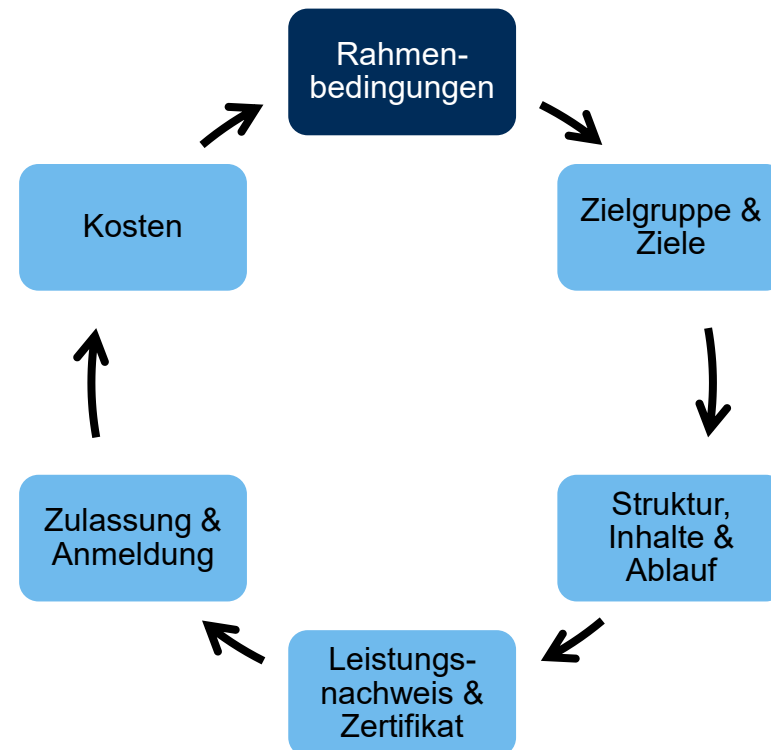 Rahmen-
bedingungen
Zielgruppe &
Ziele
Struktur,
Inhalte &
Ablauf
Leistungs-
nachweis &
Zertifikat
Zulassung &
Anmeldung
Kosten